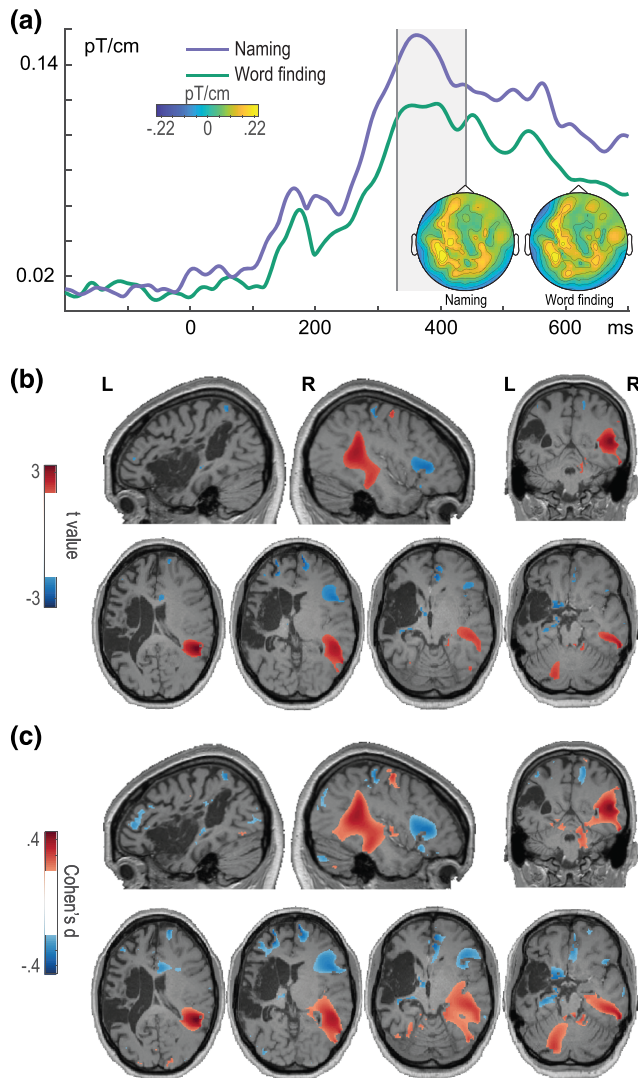 (a)
pT/cm
Naming
Word finding
0.14
pT/cm
-.22 0 .22
0.02
Naming Word finding
0 200 400 600 ms
(b)
L R L R
3
t value
-3
(c)
.4
Cohen's d
-.4